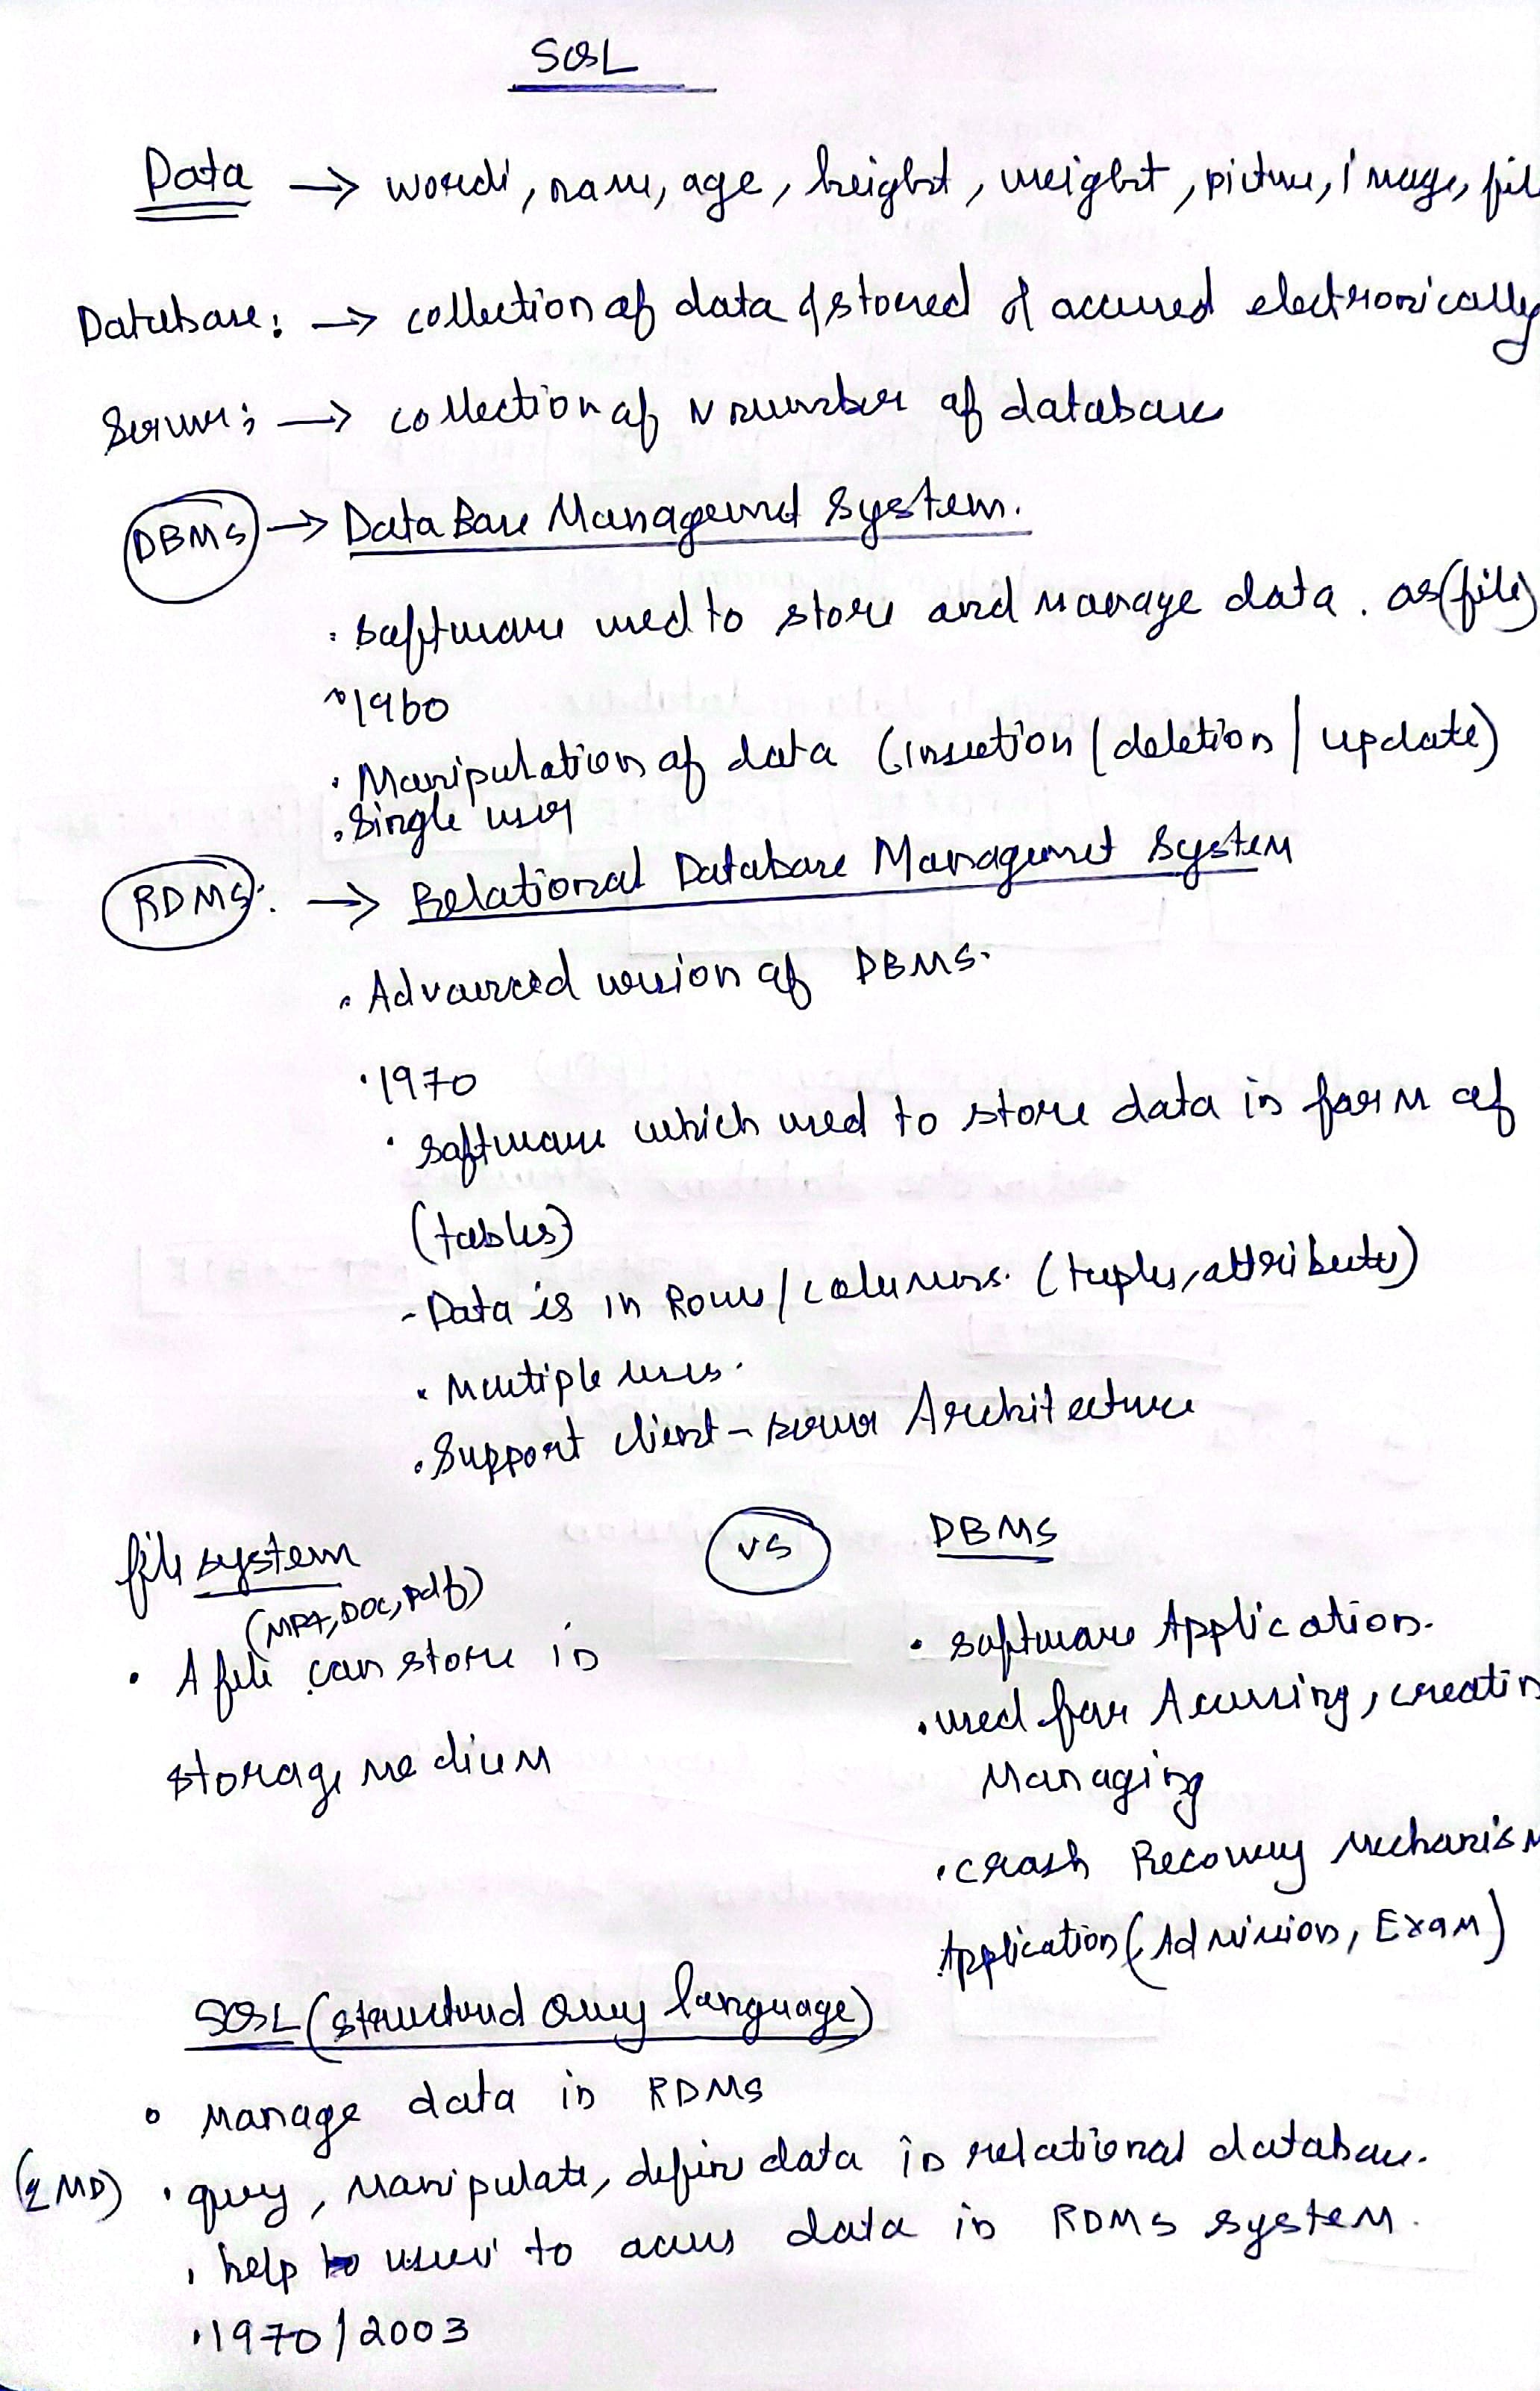 SQL
Data → words, name, age, height, weight, picture, image, fil
Database: → collection of data & stored & accessed electronically
Server: → collection of N number of databases
DBMS → DataBase Management System.
. Software used to store and manage data. as(file)
1960
. Manipulation of data (insertion / deletion / update)
. Single user
RDMS: → Relational Database Management System
. Advanced version of DBMS.
. 1970
. Software which used to store data in form of
(tables)
- Data is in Rows / columns. (tuples, attributes)
. Multiple users.
. Support client - server Architecture
file system vs DBMS
(MP4, DOC, Pdf)
. A file can store in
storage medium
. Software Application.
. used for Accessing, creatin
Managing
. crash Recovery Mechanism
Application (Admission, Exam)
SQL (structured Query language)
. Manage data in RDMS
(QMD) . query, Manipulate, define data in relational database.
. help to user to access data in RDMS system.
. 1970 / 2003